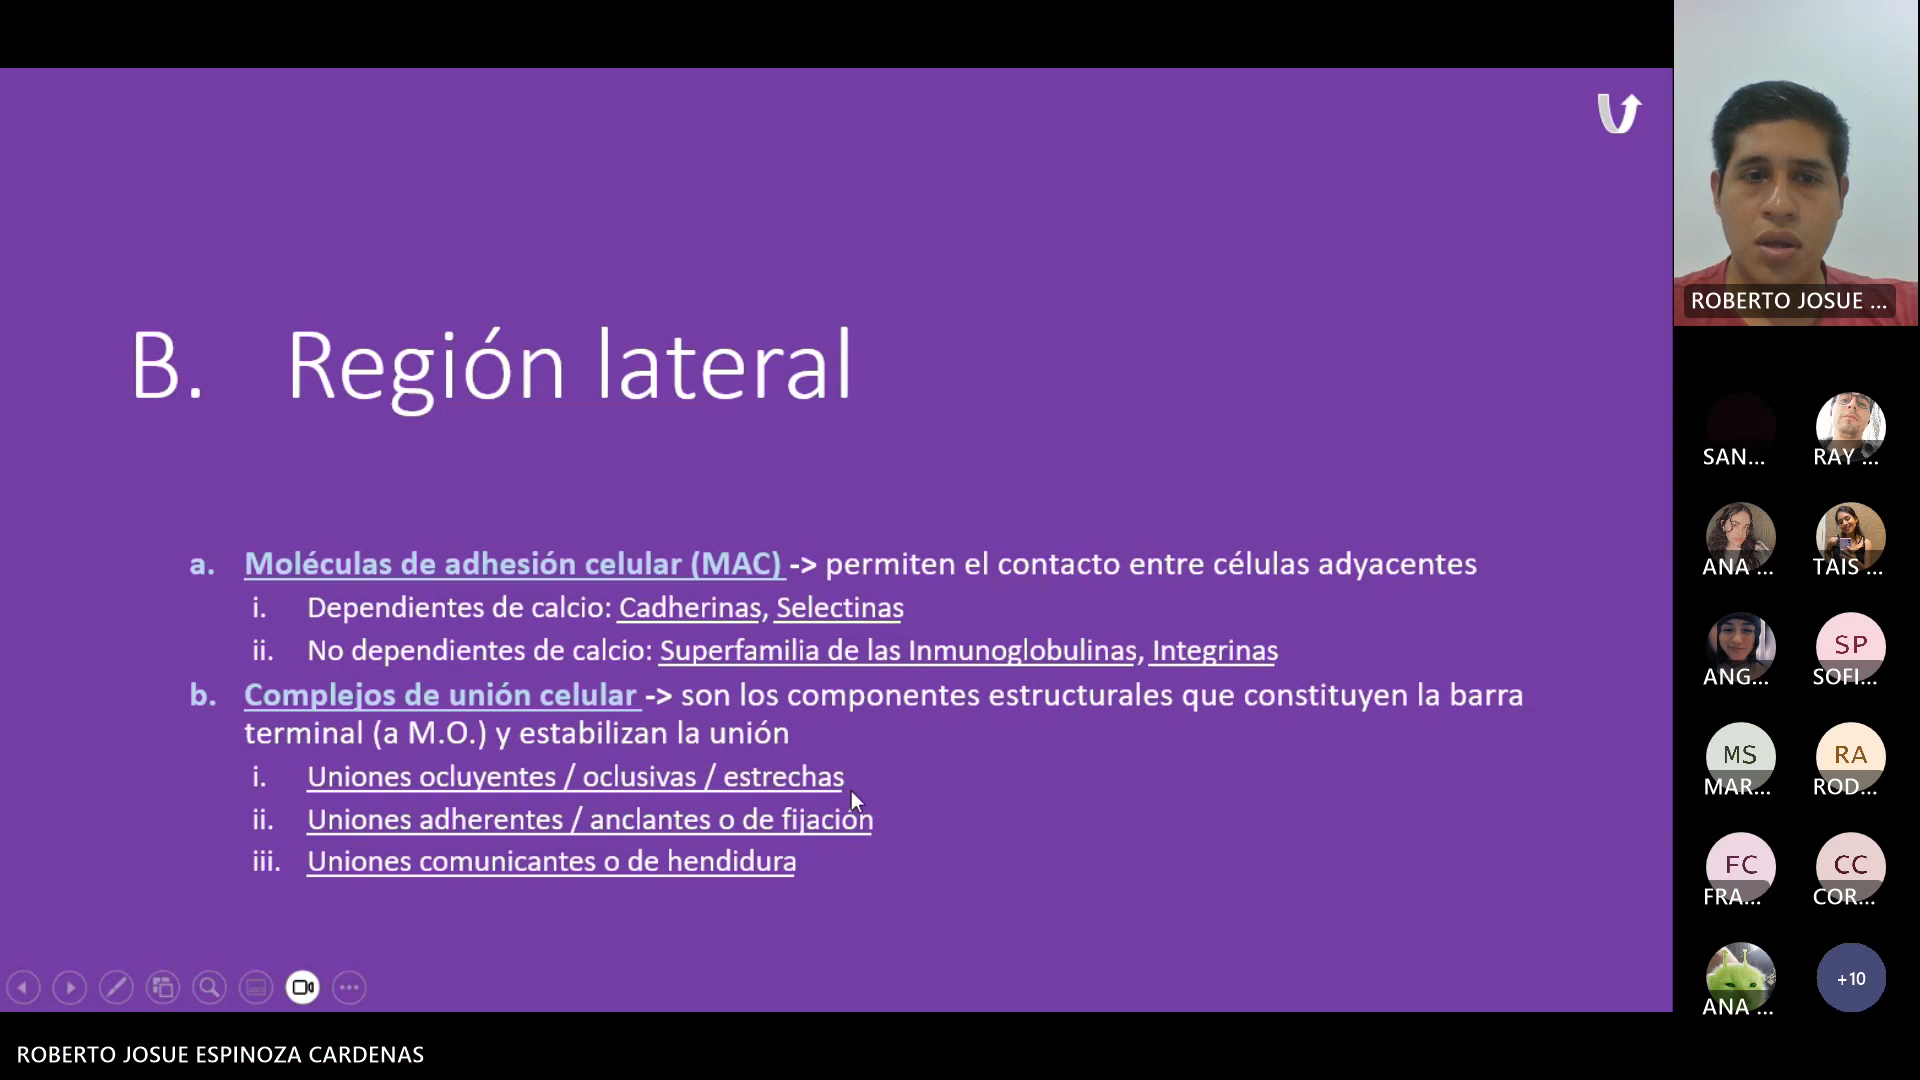 B. Región lateral
a. Moléculas de adhesión celular (MAC) -> permiten el contacto entre células adyacentes
i. Dependientes de calcio: Cadherinas, Selectinas
ii. No dependientes de calcio: Superfamilia de las Inmunoglobulinas, Integrinas
b. Complejos de unión celular -> son los componentes estructurales que constituyen la barra
terminal (a M.O.) y estabilizan la unión
i. Uniones ocluyentes / oclusivas / estrechas
ii. Uniones adherentes / anclantes o de fijación
iii. Uniones comunicantes o de hendidura
ROBERTO JOSUE ESPINOZA CARDENAS
ROBERTO JOSUE ...
SAN...
RAY ...
ANA ...
TAIS ...
ANG...
SP
SOFI...
MS
MAR...
RA
ROD...
FC
FRA...
CC
COR...
ANA ...
+10